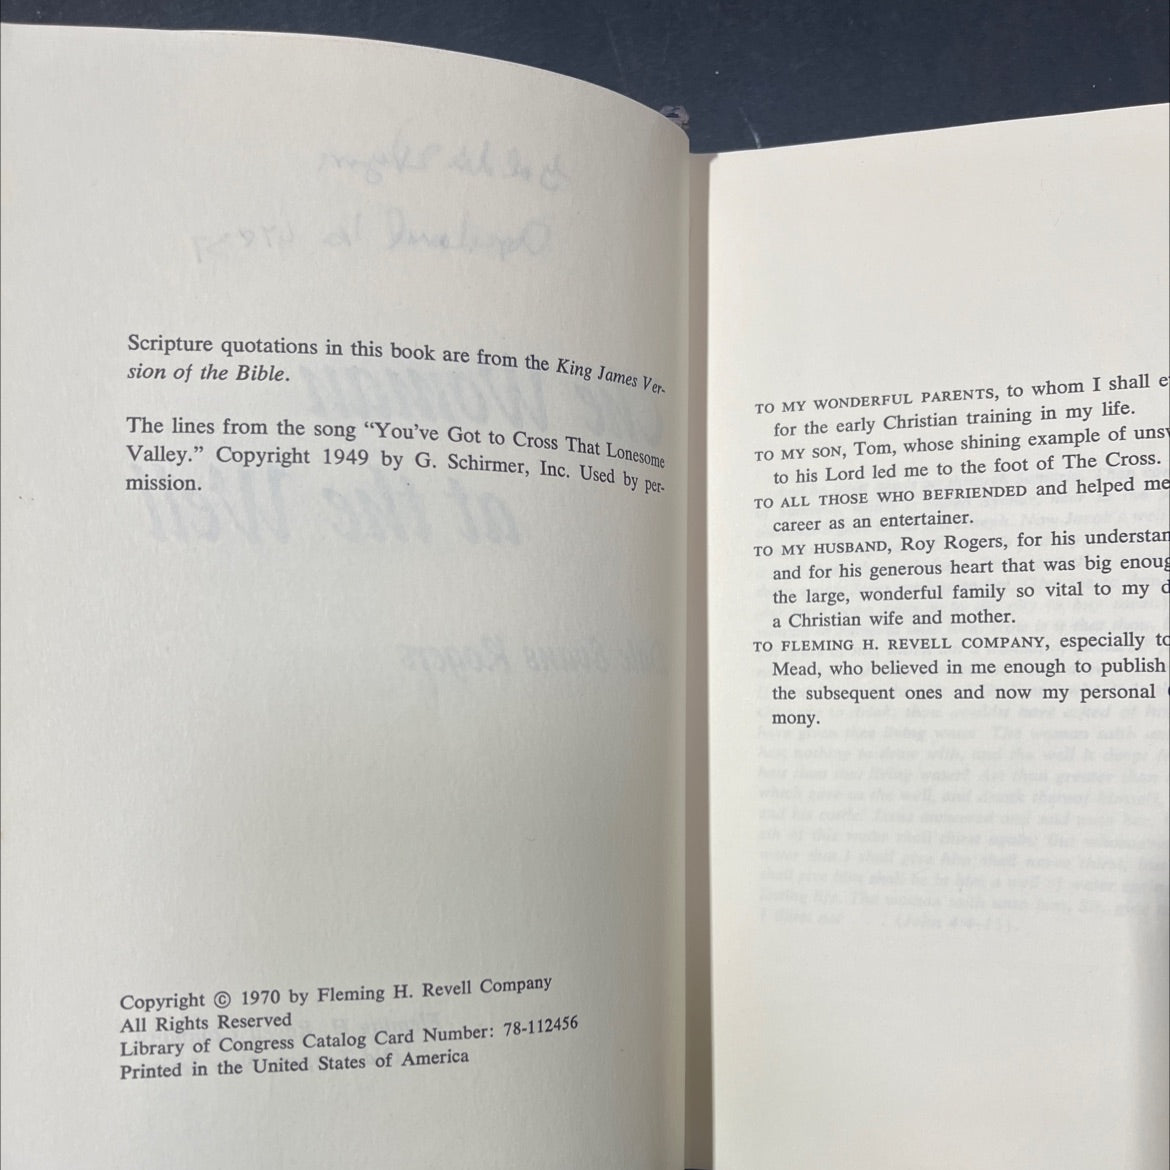 Scripture quotations in this book are from the King James Ver-
sion of the Bible.
The lines from the song “You’ve Got to Cross That Lonesome
Valley.” Copyright 1949 by G. Schirmer, Inc. Used by per-
mission.
Copyright © 1970 by Fleming H. Revell Company
All Rights Reserved
Library of Congress Catalog Card Number: 78-112456
Printed in the United States of America
TO MY WONDERFUL PARENTS, to whom I shall
for the early Christian training in my life.
TO MY SON, Tom, whose shining example of
to his Lord led me to the foot of The Cross.
TO ALL THOSE WHO BEFRIENDED and helped me
career as an entertainer.
TO MY HUSBAND, Roy Rogers, for his
and for his generous heart that was big
the large, wonderful family so vital to my
a Christian wife and mother.
TO FLEMING H. REVELL COMPANY, especially
Mead, who believed in me enough to publish
the subsequent ones and now my personal
mony.